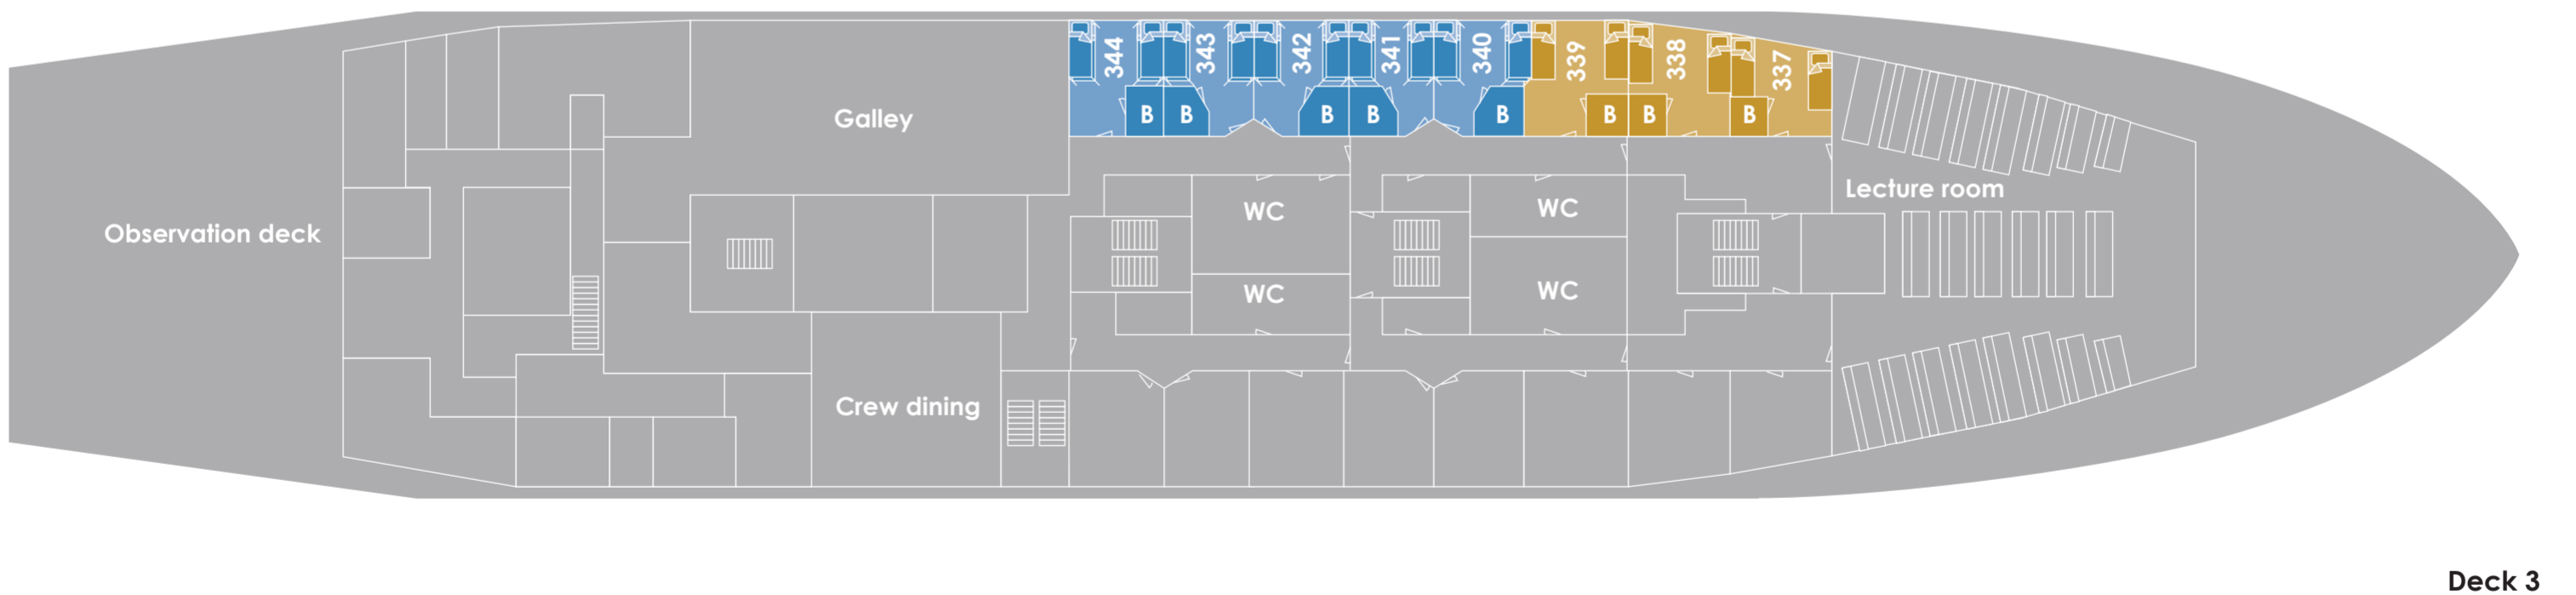 344
343
342
341
340
339
338
337
B
B
B
B
B
B
B
B
Galley
Lecture room
WC
WC
Observation deck
WC
WC
Crew dining
Deck 3